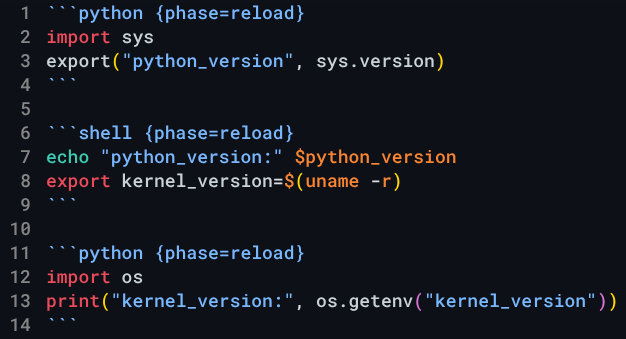 1 ```python {phase=reload}
2 import sys
3 export("python_version", sys.version)
4 ```
5
6 ```shell {phase=reload}
7 echo "python_version:" $python_version
8 export kernel_version=$(uname -r)
9 ```
10
11 ```python {phase=reload}
12 import os
13 print("kernel_version:", os.getenv("kernel_version"))
14 ```